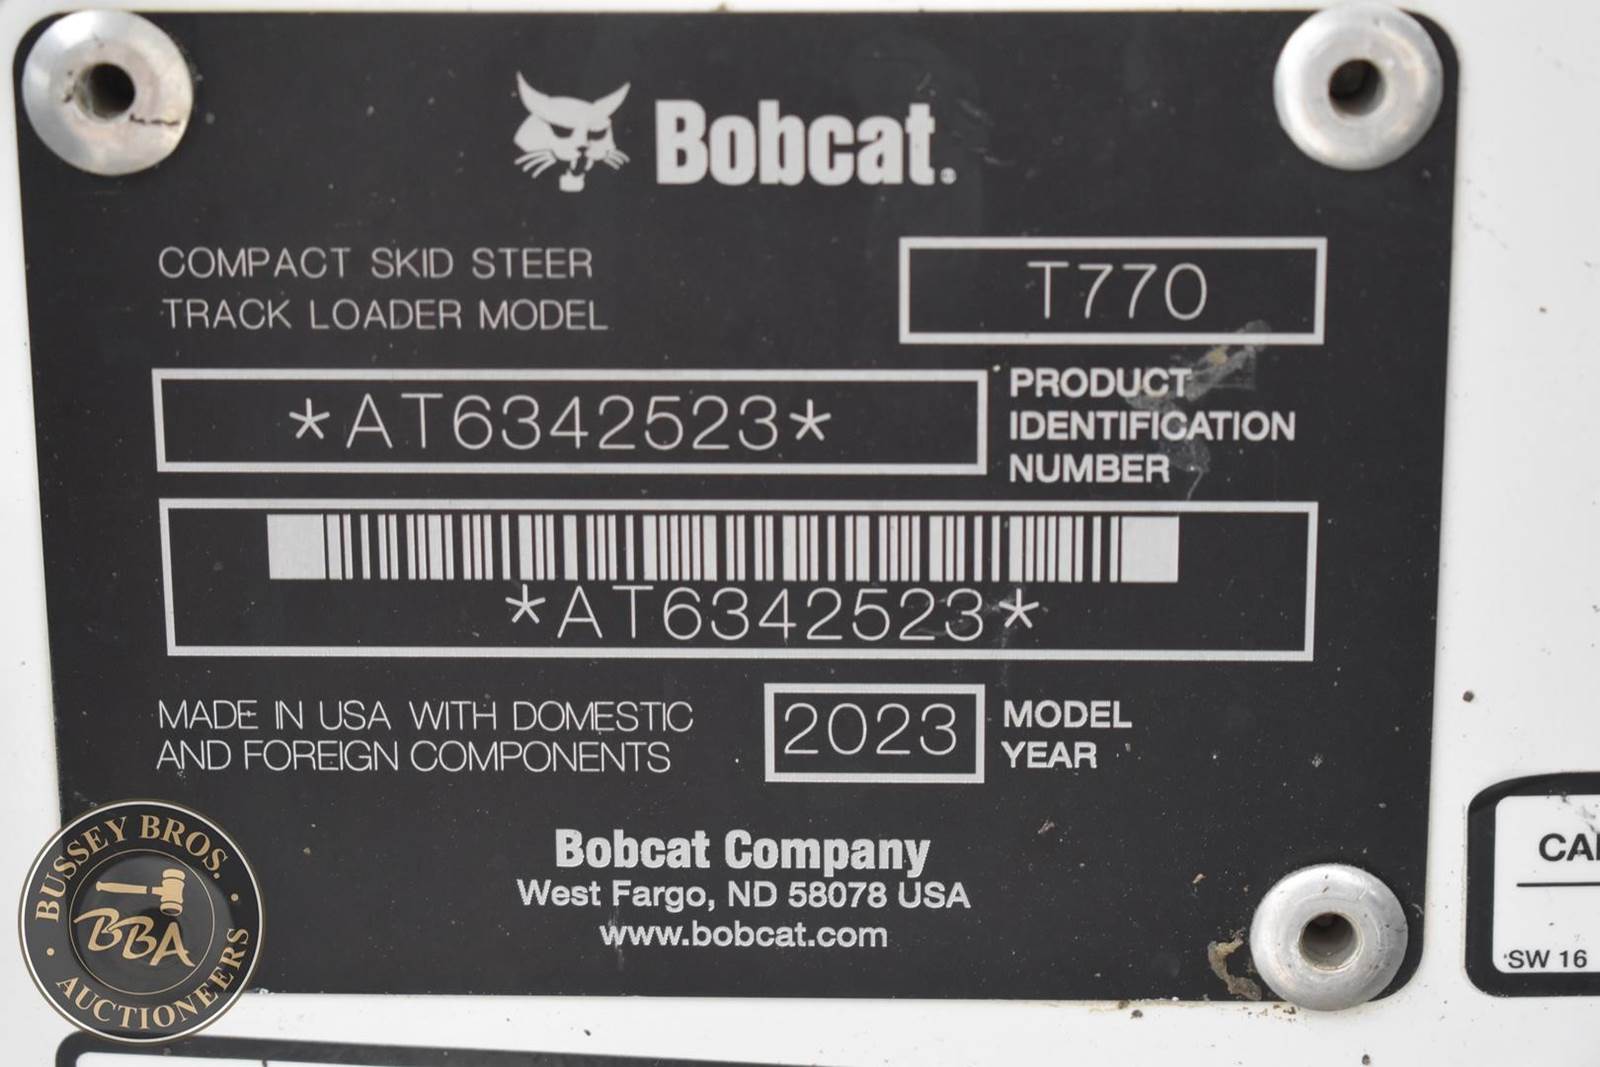 Bobcat.
COMPACT SKID STEER
TRACK LOADER MODEL
T770
*AT6342523*
PRODUCT
IDENTIFICATION
NUMBER
*AT6342523*
MADE IN USA WITH DOMESTIC
AND FOREIGN COMPONENTS
2023
MODEL
YEAR
Bobcat Company
West Fargo, ND 58078 USA
www.bobcat.com
BUSSEY BROS.
BBA
AUCTIONEERS
SW 16